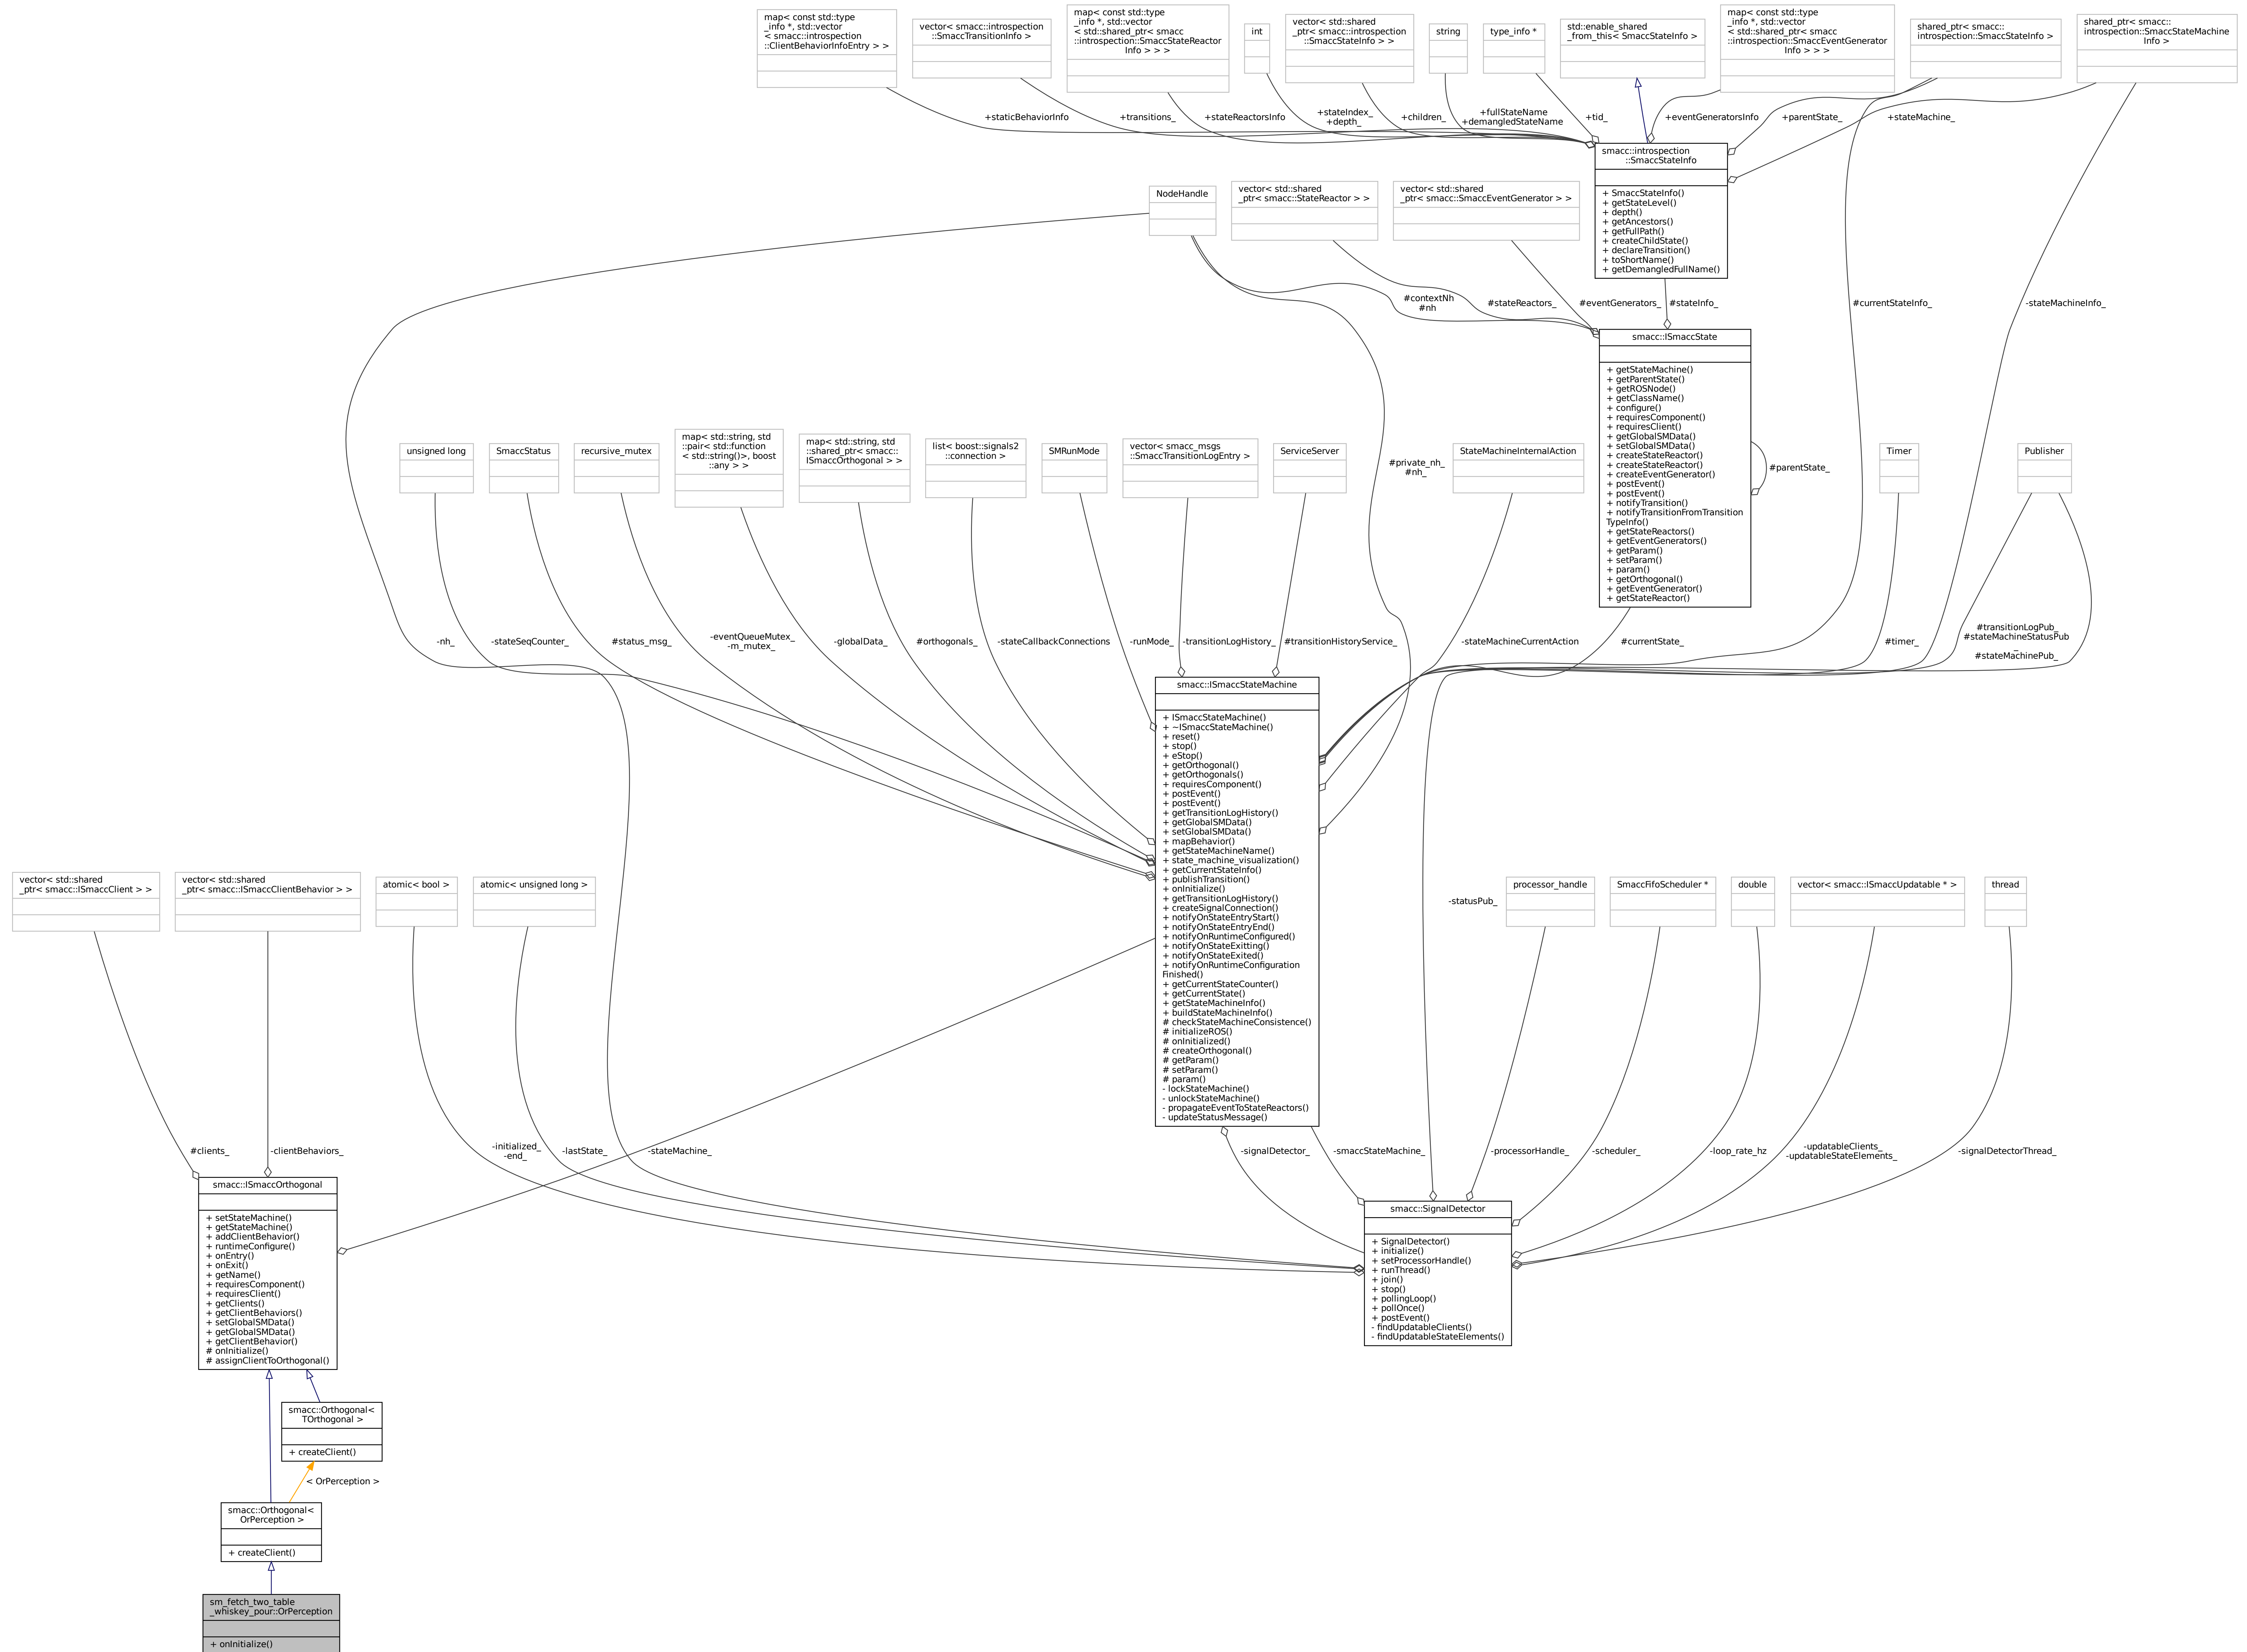 map< const std::type
_info *, std::vector
< smacc::introspection
::ClientBehaviorInfoEntry > >
vector< smacc::introspection
::SmaccTransitionInfo >
map< const std::type
_info *, std::vector
< std::shared_ptr< smacc
::introspection::SmaccStateReactor
Info > > >
int
vector< std::shared
_ptr< smacc::introspection
::SmaccStateInfo > >
string
type_info *
std::enable_shared
_from_this< SmaccStateInfo >
map< const std::type
_info *, std::vector
< std::shared_ptr< smacc
::introspection::SmaccEventGenerator
Info > > >
shared_ptr< smacc::
introspection::SmaccStateInfo >
shared_ptr< smacc::
introspection::SmaccStateMachine
Info >
+staticBehaviorInfo
+transitions_
+stateReactorsInfo
+stateIndex_
+depth_
+children_
+fullStateName
+demangledStateName
+tid_
+eventGeneratorsInfo
+parentState_
+stateMachine_
smacc::introspection
::SmaccStateInfo
+ SmaccStateInfo()
+ getStateLevel()
+ depth()
+ getAncestors()
+ getFullPath()
+ createChildState()
+ declareTransition()
+ toShortName()
+ getDemangledFullName()
NodeHandle
vector< std::shared
_ptr< smacc::StateReactor > >
vector< std::shared
_ptr< smacc::SmaccEventGenerator > >
#contextNh
#nh
#stateReactors_
#eventGenerators_
#stateInfo_
#currentStateInfo_
-stateMachineInfo_
smacc::ISmaccState
+ getStateMachine()
+ getParentState()
+ getROSNode()
+ getClassName()
+ configure()
+ requiresComponent()
+ requiresClient()
+ getGlobalSMData()
+ setGlobalSMData()
+ createStateReactor()
+ createStateReactor()
+ createEventGenerator()
+ postEvent()
+ postEvent()
+ notifyTransition()
+ notifyTransitionFromTransition
TypeInfo()
+ getStateReactors()
+ getEventGenerators()
+ getParam()
+ setParam()
+ param()
+ getOrthogonal()
+ getEventGenerator()
+ getStateReactor()
#parentState_
unsigned long
SmaccStatus
recursive_mutex
map< std::string, std
::pair< std::function
< std::string()>, boost
::any > >
map< std::string, std
::shared_ptr< smacc::
ISmaccOrthogonal > >
list< boost::signals2
::connection >
SMRunMode
vector< smacc_msgs
::SmaccTransitionLogEntry >
ServiceServer
#private_nh_
#nh_
StateMachineInternalAction
Timer
Publisher
-nh_
-stateSeqCounter_
#status_msg_
-eventQueueMutex_
-m_mutex_
-globalData_
#orthogonals_
-stateCallbackConnections
-runMode_
-transitionLogHistory_
#transitionHistoryService_
-stateMachineCurrentAction
#currentState_
#timer_
#transitionLogPub_
#stateMachineStatusPub
_
#stateMachinePub_
smacc::ISmaccStateMachine
+ ISmaccStateMachine()
+ ~ISmaccStateMachine()
+ reset()
+ stop()
+ eStop()
+ getOrthogonal()
+ getOrthogonals()
+ requiresComponent()
+ postEvent()
+ postEvent()
+ getTransitionLogHistory()
+ getGlobalSMData()
+ setGlobalSMData()
+ mapBehavior()
+ getStateMachineName()
+ state_machine_visualization()
+ getCurrentStateInfo()
+ publishTransition()
+ onInitialize()
+ getTransitionLogHistory()
+ createSignalConnection()
+ notifyOnStateEntryStart()
+ notifyOnStateEntryEnd()
+ notifyOnRuntimeConfigured()
+ notifyOnStateExitting()
+ notifyOnStateExited()
+ notifyOnRuntimeConfiguration
Finished()
+ getCurrentStateCounter()
+ getCurrentState()
+ getStateMachineInfo()
+ buildStateMachineInfo()
# checkStateMachineConsistence()
# initializeROS()
# onInitialized()
# createOrthogonal()
# getParam()
# setParam()
# param()
- lockStateMachine()
- unlockStateMachine()
- propagateEventToStateReactors()
- updateStatusMessage()
vector< std::shared
_ptr< smacc::ISmaccClient > >
vector< std::shared
_ptr< smacc::ISmaccClientBehavior > >
atomic< bool >
atomic< unsigned long >
-statusPub_
processor_handle
SmaccFifoScheduler *
double
vector< smacc::ISmaccUpdatable * >
thread
#clients_
-clientBehaviors_
-initialized_
-end_
-lastState_
-stateMachine_
-signalDetector_
-smaccStateMachine_
-processorHandle_
-scheduler_
-loop_rate_hz
-updatableClients_
-updatableStateElements_
-signalDetectorThread_
smacc::ISmaccOrthogonal
+ setStateMachine()
+ getStateMachine()
+ addClientBehavior()
+ runtimeConfigure()
+ onEntry()
+ onExit()
+ getName()
+ requiresComponent()
+ requiresClient()
+ getClients()
+ getClientBehaviors()
+ setGlobalSMData()
+ getGlobalSMData()
+ getClientBehavior()
# onInitialize()
# assignClientToOrthogonal()
smacc::SignalDetector
+ SignalDetector()
+ initialize()
+ setProcessorHandle()
+ runThread()
+ join()
+ stop()
+ pollingLoop()
+ pollOnce()
+ postEvent()
- findUpdatableClients()
- findUpdatableStateElements()
smacc::Orthogonal<
TOrthogonal >
+ createClient()
< OrPerception >
smacc::Orthogonal<
OrPerception >
+ createClient()
sm_fetch_two_table
_whiskey_pour::OrPerception
+ onInitialize()